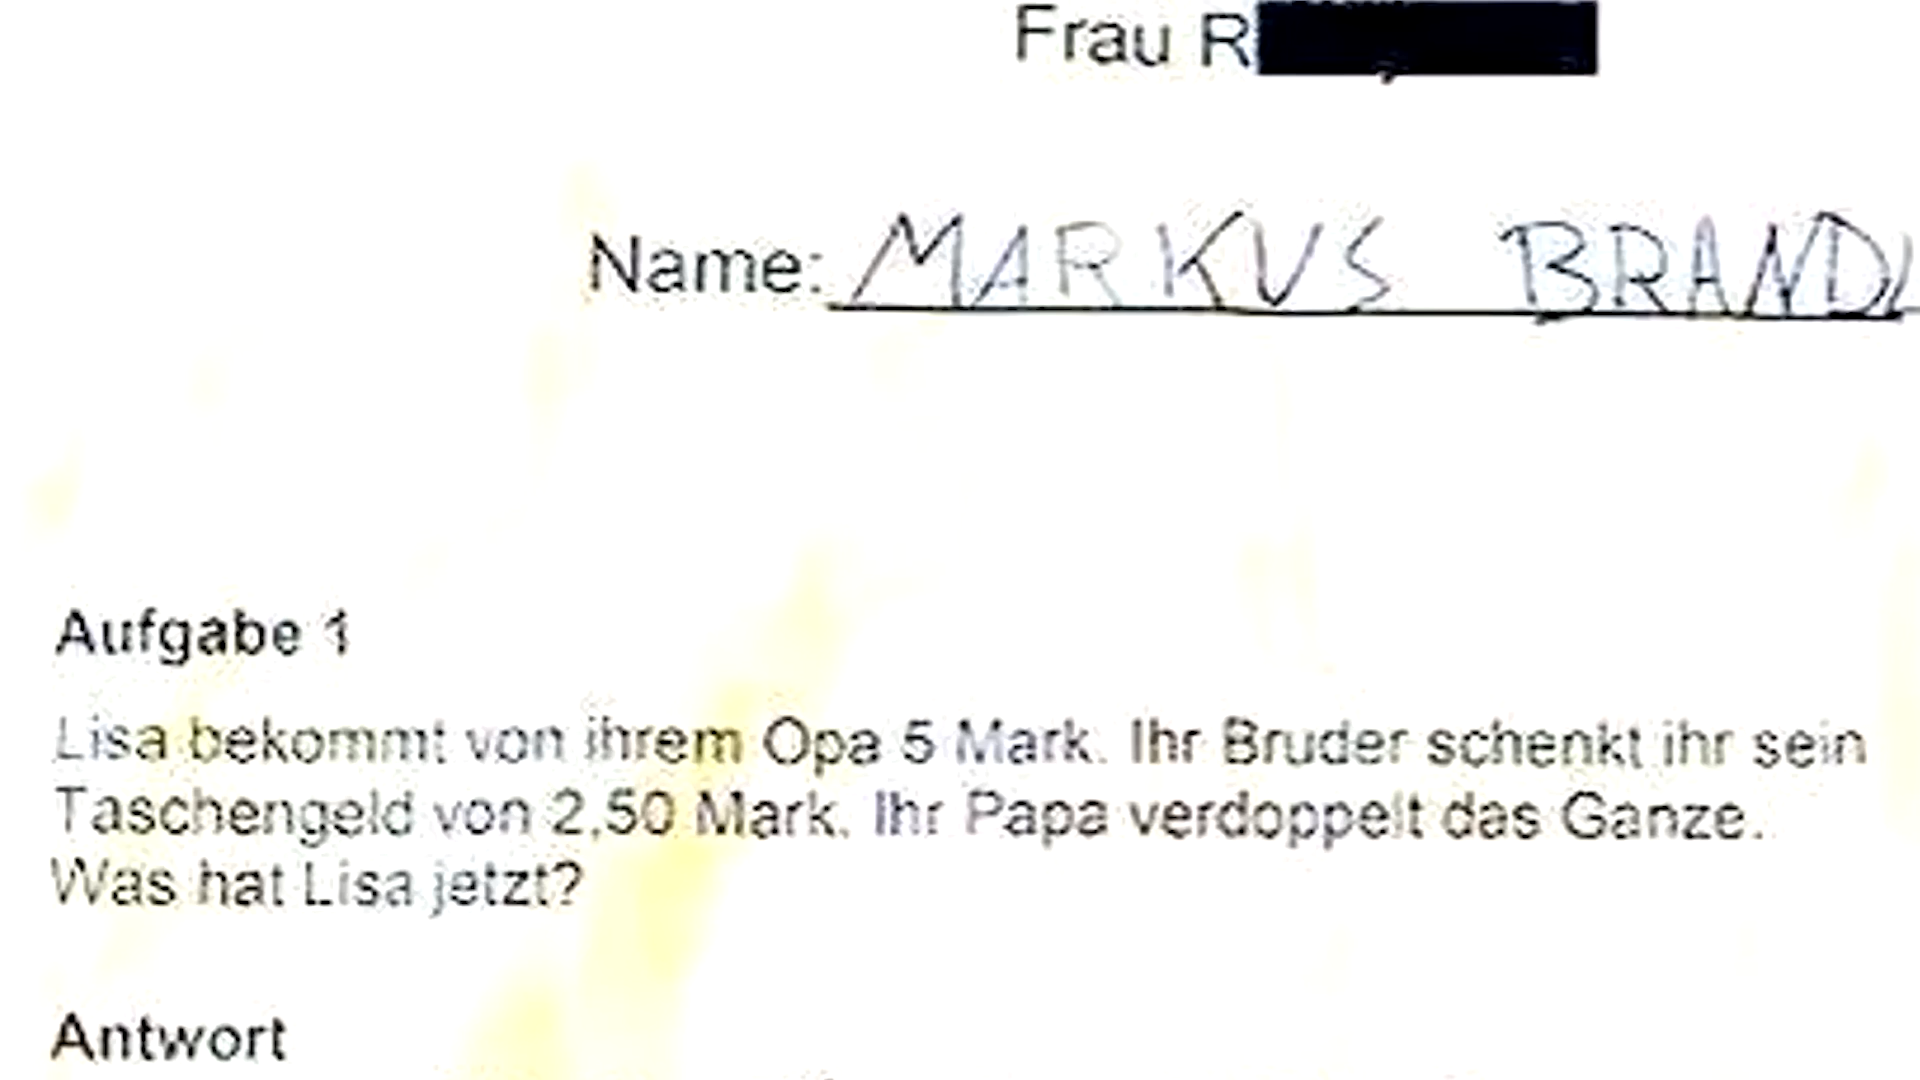 Frau R
Name: MARKUS BRANDL
Aufgabe 1
Lisa bekommt von ihrem Opa 5 Mark. Ihr Bruder schenkt ihr sein
Taschengeld von 2,50 Mark. Ihr Papa verdoppelt das Ganze.
Was hat Lisa jetzt?
Antwort